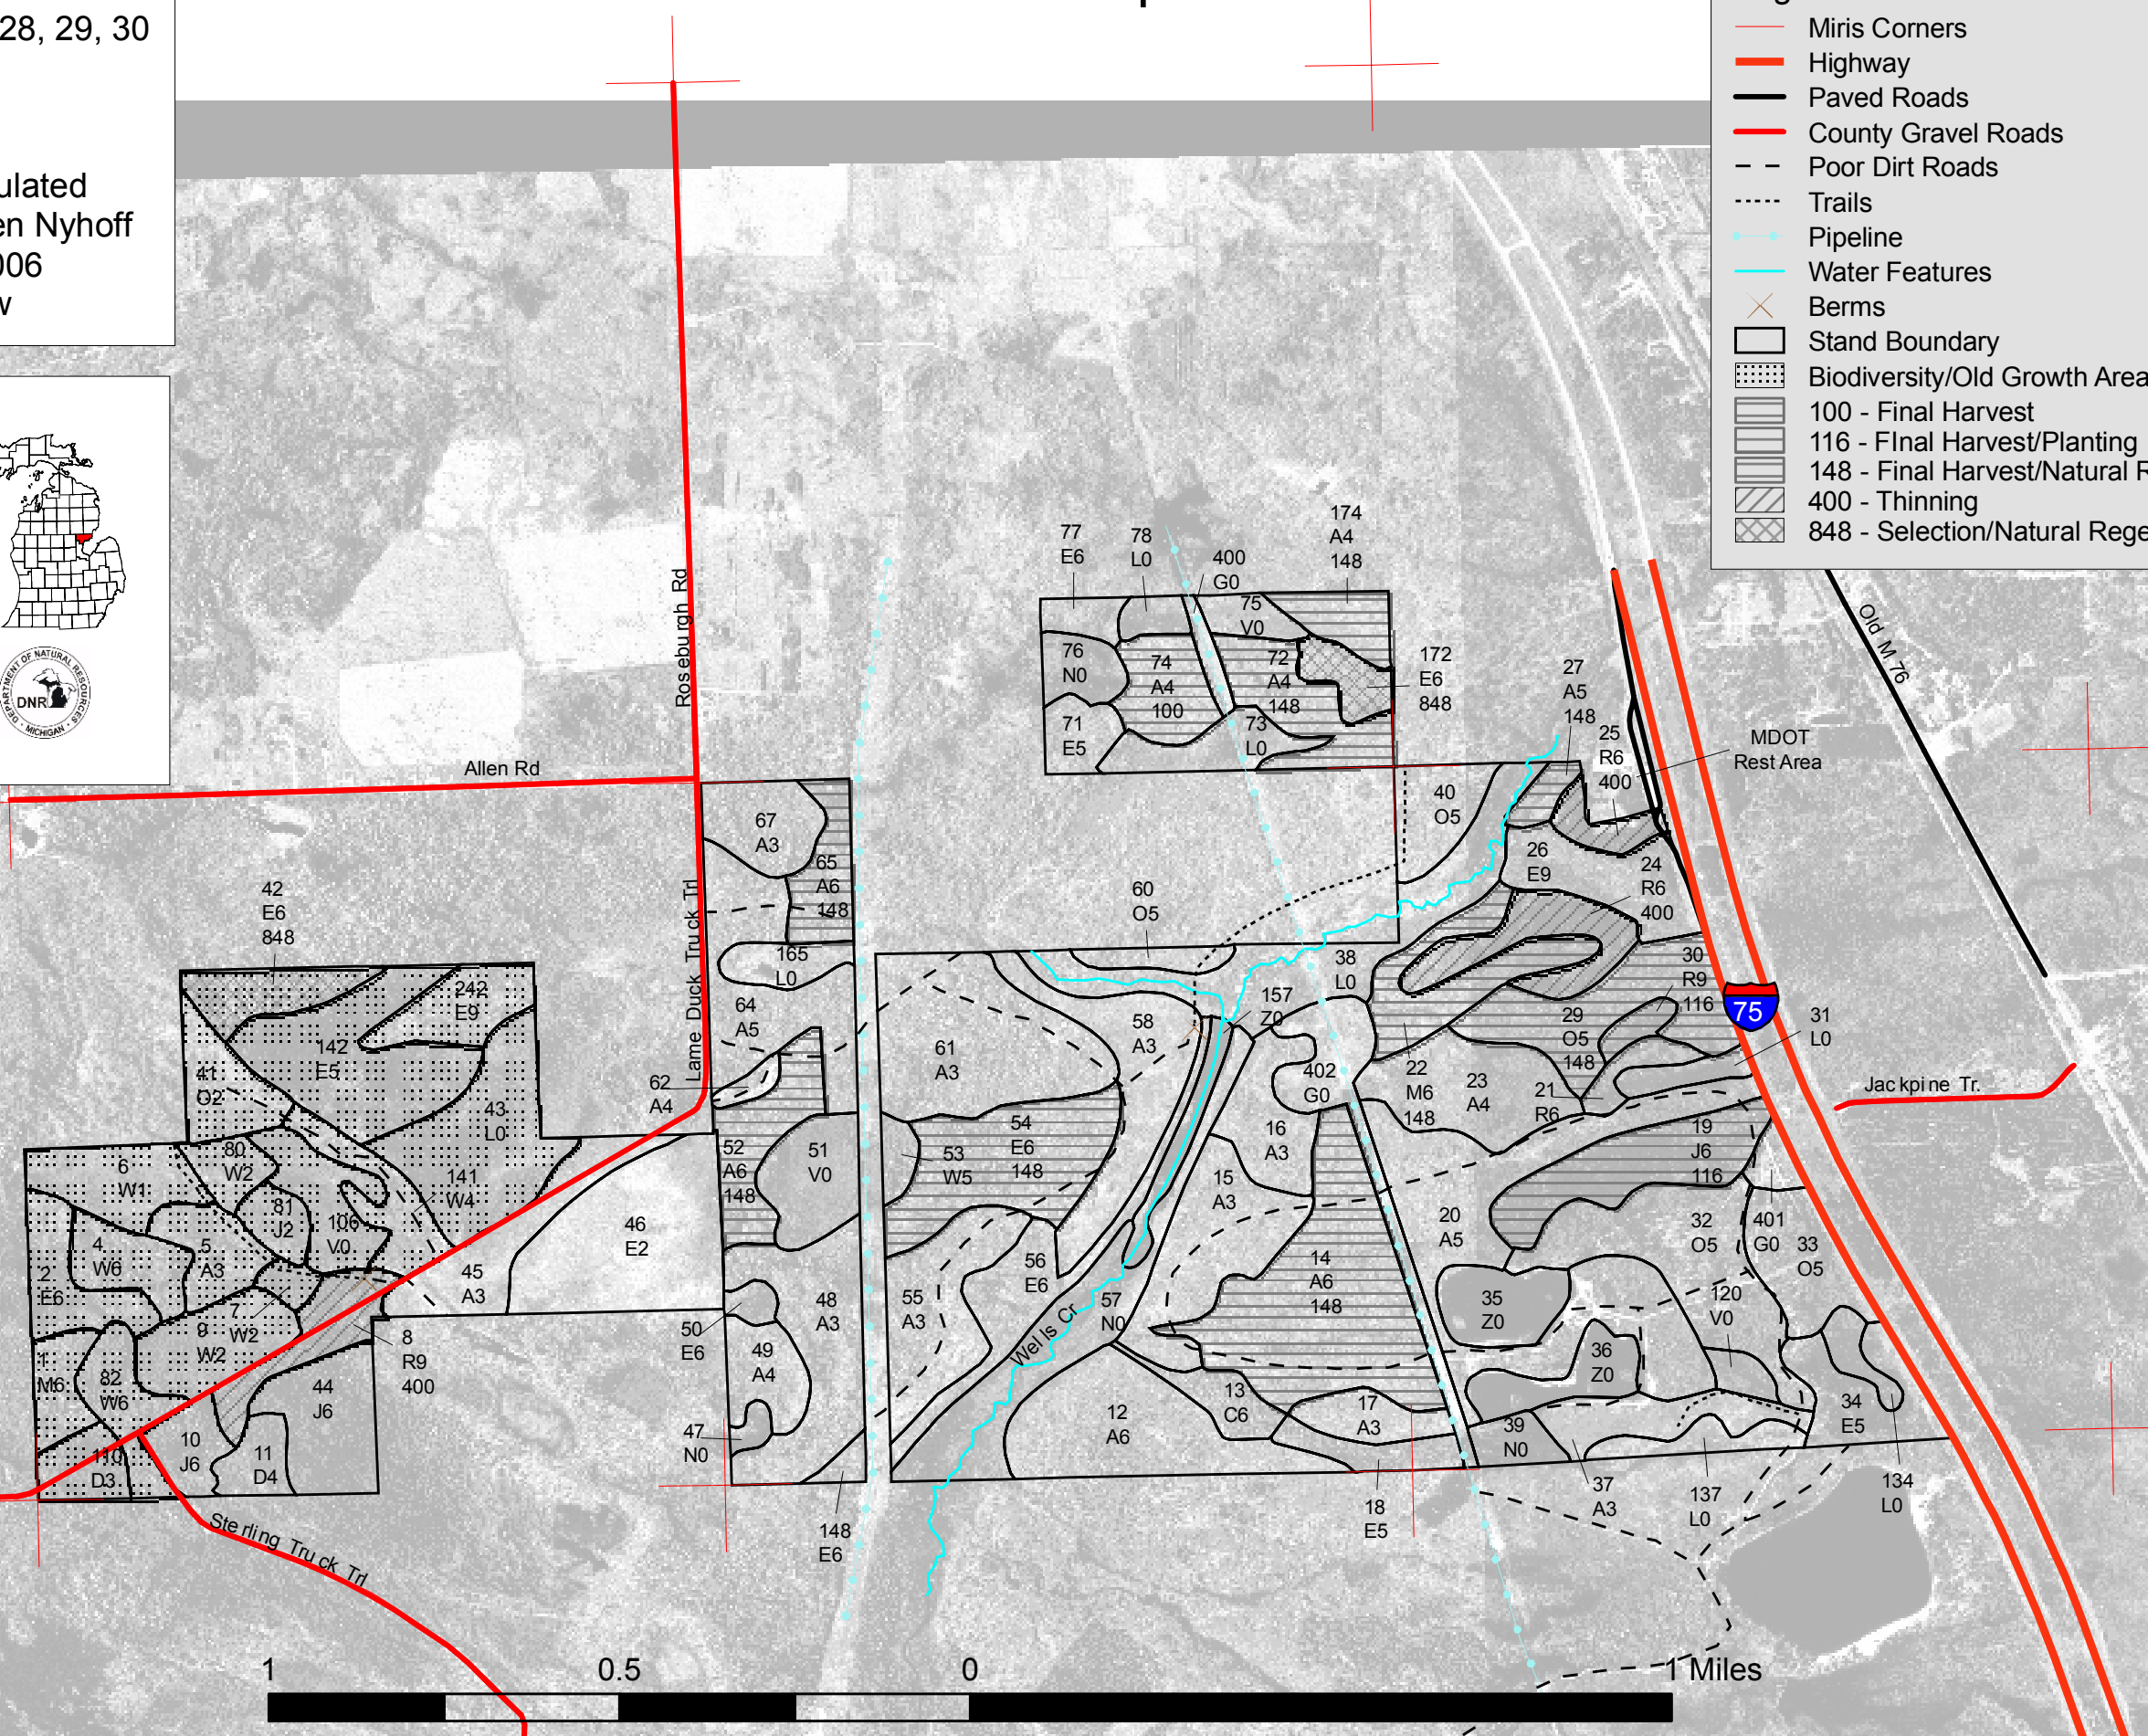 28, 29, 30
ulated
en Nyhoff
006
DEPARTMENT OF NATURAL RESOURCES
DNR
MICHIGAN
Miris Corners
Highway
Paved Roads
County Gravel Roads
Poor Dirt Roads
Trails
Pipeline
Water Features
Berms
Stand Boundary
Biodiversity/Old Growth Area
100 - Final Harvest
116 - FInal Harvest/Planting
148 - Final Harvest/Natural R
400 - Thinning
848 - Selection/Natural Rege
Roseburgh Rd
Allen Rd
Lame Duck Truck Trl
Sterling Truck Trl
Old M 76
MDOT
Rest Area
Jackpine Tr.
75
Wells Cr
77
E6
78
L0
400
G0
174
A4
148
75
V0
76
N0
74
A4
100
72
A4
148
172
E6
848
71
E5
73
L0
27
A5
148
25
R6
400
40
O5
26
E9
24
R6
400
67
A3
65
A6
148
165
L0
64
A5
62
A4
60
O5
38
L0
157
Z0
58
A3
61
A3
402
G0
30
R9
116
29
O5
148
31
L0
22
M6
148
23
A4
21
R6
42
E6
848
242
E9
142
E5
41
O2
43
L0
141
W4
80
W2
6
W1
81
J2
106
V0
4
W6
5
A3
2
E6
7
W2
9
W2
8
R9
400
1
M6
82
W6
110
D3
10
J6
11
D4
44
J6
45
A3
46
E2
52
A6
148
51
V0
53
W5
54
E6
148
16
A3
15
A3
19
J6
116
20
A5
32
O5
401
G0
33
O5
14
A6
148
56
E6
55
A3
57
N0
48
A3
50
E6
49
A4
47
N0
148
E6
12
A6
13
C6
17
A3
18
E5
35
Z0
36
Z0
120
V0
39
N0
37
A3
137
L0
34
E5
134
L0
1
0.5
0
1 Miles